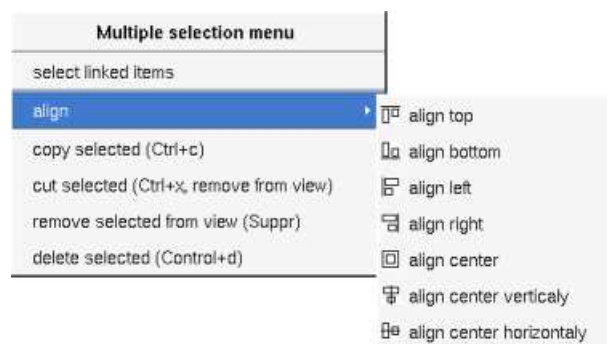 Multiple selection menu
select linked items
align
copy selected (Ctrl+c)
cut selected (Ctrl+x, remove from view)
remove selected from view (Suppr)
delete selected (Control+d)
align top
align bottom
align left
align right
align center
align center verticaly
align center horizontaly